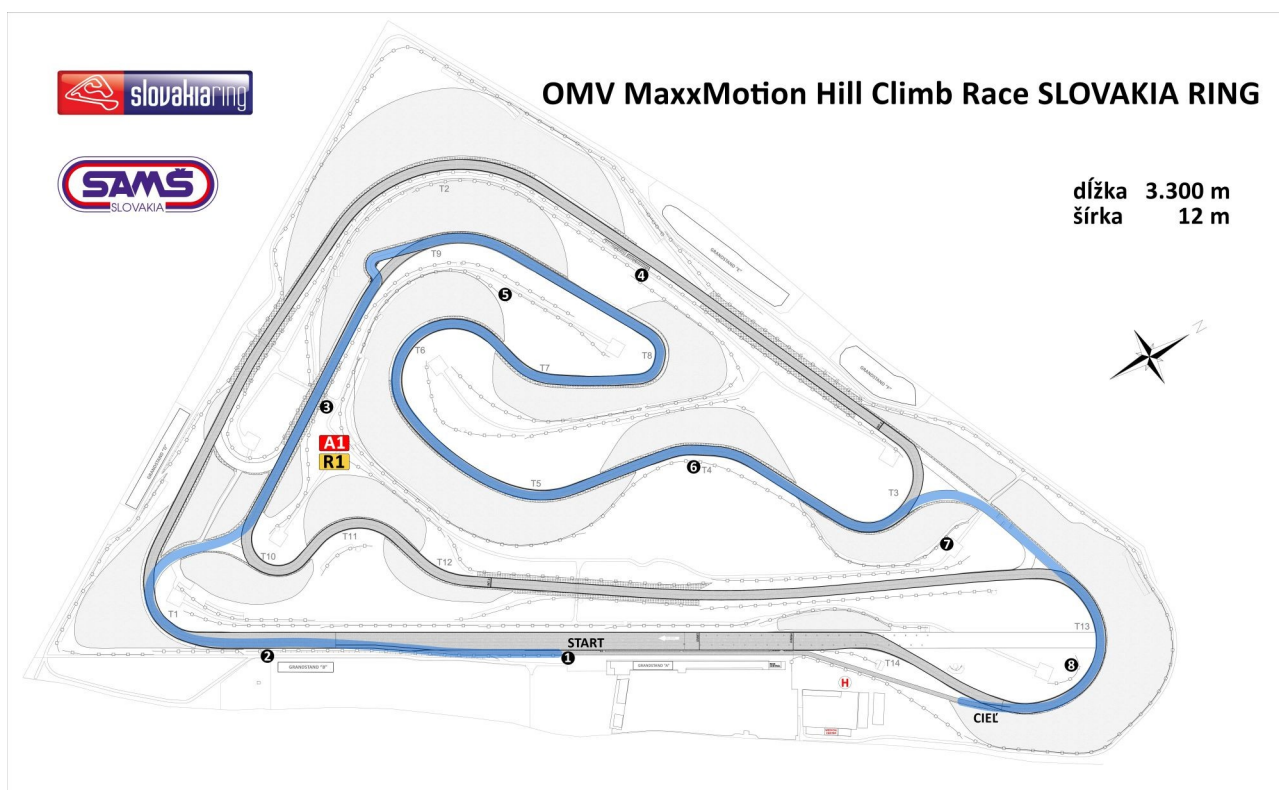 slovakiaring
SAMŠ
SLOVAKIA
OMV MaxxMotion Hill Climb Race SLOVAKIA RING
dĺžka 3.300 m
šírka 12 m
N
T2
T9
4
5
T6
T8
T7
3
A1
R1
6
T4
T5
T3
7
T10
T11
T12
T1
T13
START
2
1
8
T14
H
CIEĽ
GRANDSTAND "B"
GRANDSTAND "A"